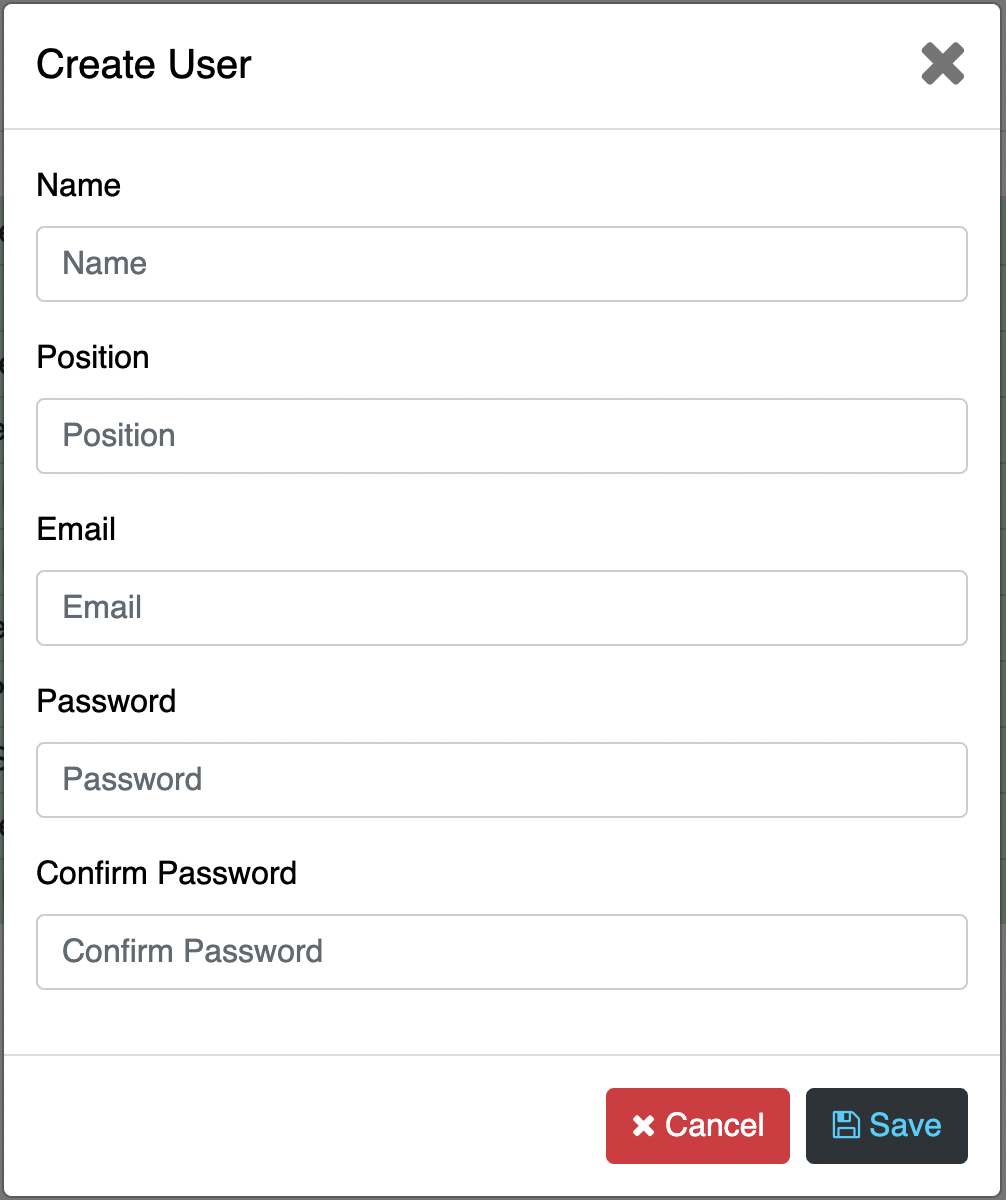 Create User
Name
Name
Position
Position
Email
Email
Password
Password
Confirm Password
Confirm Password
Cancel
Save